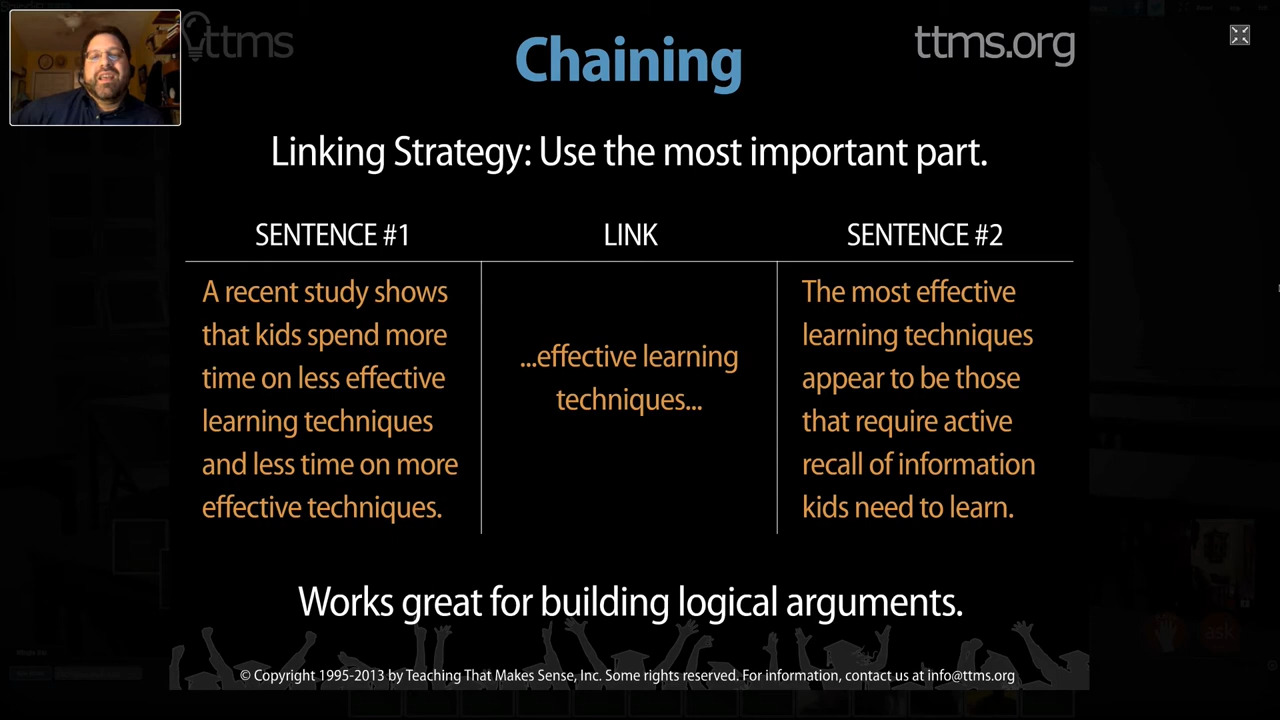 ttms
Chaining
ttms.org
Linking Strategy: Use the most important part.
SENTENCE #1
LINK
SENTENCE #2
A recent study shows
that kids spend more
time on less effective
learning techniques
and less time on more
effective techniques.
...effective learning
techniques...
The most effective
learning techniques
appear to be those
that require active
recall of information
kids need to learn.
Works great for building logical arguments.
© Copyright 1995-2013 by Teaching That Makes Sense, Inc. Some rights reserved. For information, contact us at info@ttms.org
ask